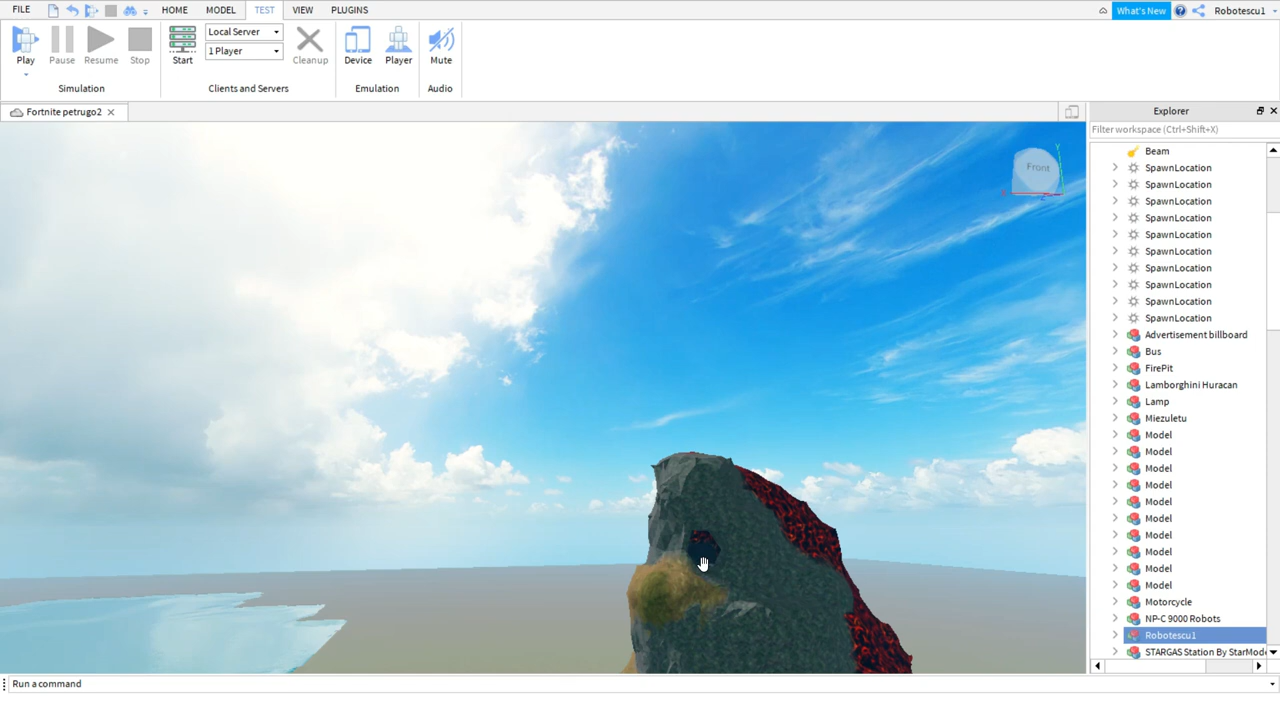 FILE HOME MODEL TEST VIEW PLUGINS What's New Robotescu1
Play Pause Resume Stop Start Local Server 1 Player Cleanup Device Player Mute
Simulation Clients and Servers Emulation Audio
Fortnite petrugo2
Explorer
Filter workspace (Ctrl+Shift+X)
Beam
SpawnLocation
SpawnLocation
SpawnLocation
SpawnLocation
SpawnLocation
SpawnLocation
SpawnLocation
SpawnLocation
SpawnLocation
SpawnLocation
Advertisement billboard
Bus
FirePit
Lamborghini Huracan
Lamp
Miezuletu
Model
Model
Model
Model
Model
Model
Model
Model
Model
Model
Motorcycle
NP-C 9000 Robots
Robotescu1
STARGAS Station By StarMode
Front
Y
Run a command